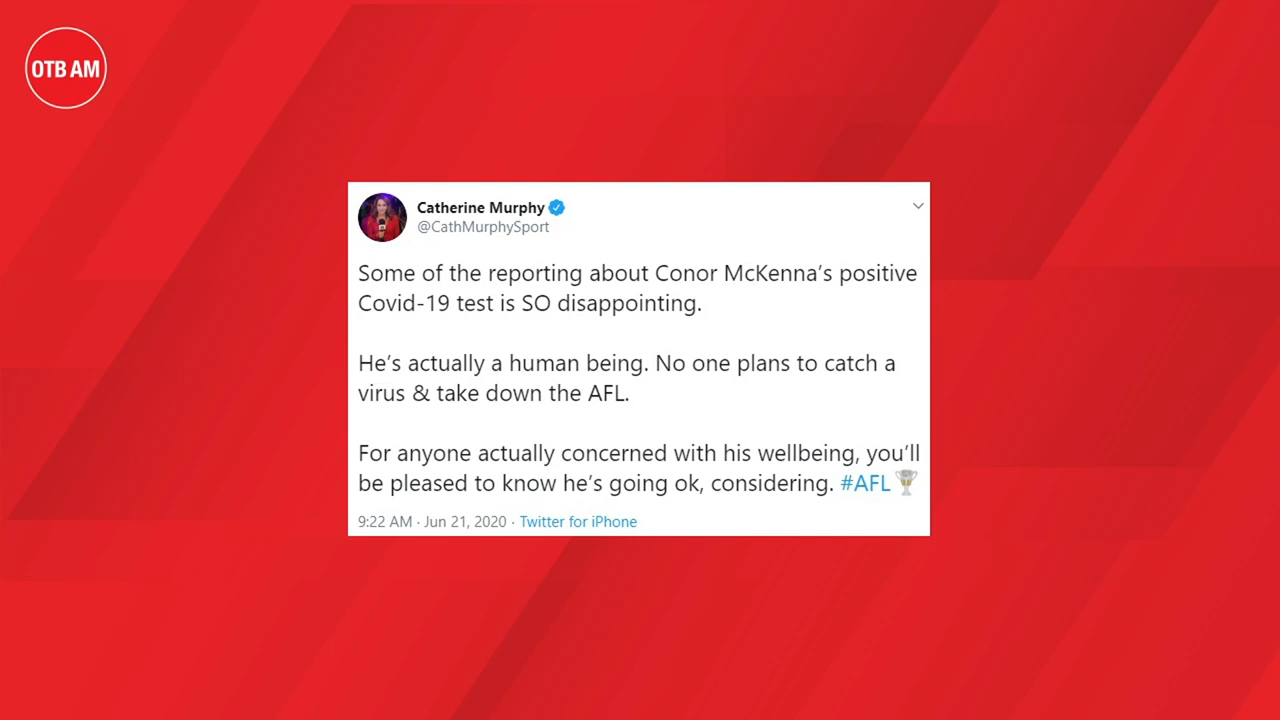 OTB AM
Catherine Murphy
@CathMurphySport
Some of the reporting about Conor McKenna’s positive
Covid-19 test is SO disappointing.
He’s actually a human being. No one plans to catch a
virus & take down the AFL.
For anyone actually concerned with his wellbeing, you’ll
be pleased to know he’s going ok, considering. #AFL🏆
9:22 AM · Jun 21, 2020 · Twitter for iPhone